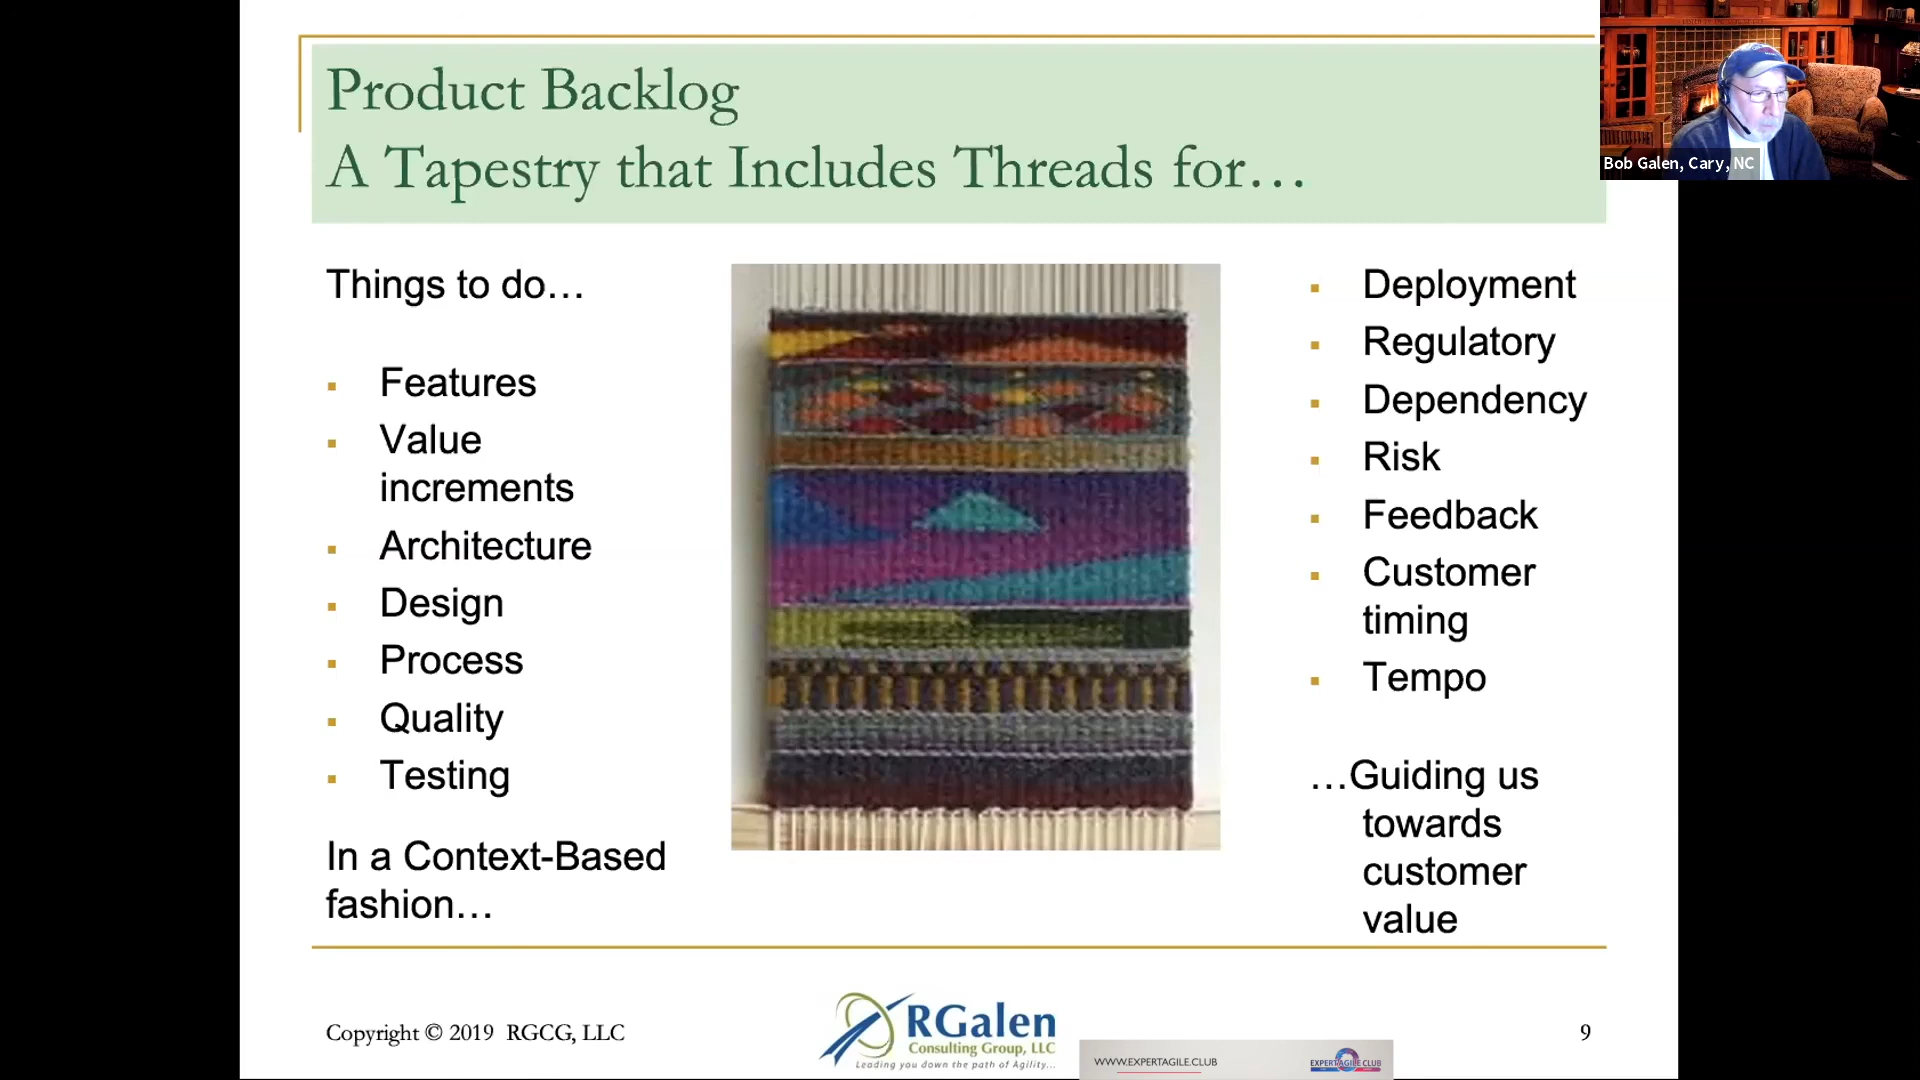 Product Backlog
A Tapestry that Includes Threads for…
Things to do…
Features
Value
increments
Architecture
Design
Process
Quality
Testing
In a Context-Based
fashion…
Deployment
Regulatory
Dependency
Risk
Feedback
Customer
timing
Tempo
…Guiding us
towards
customer
value
Bob Galen, Cary, NC
Copyright © 2019 RGCG, LLC
RGalen
Consulting Group, LLC
Leading you down the path of Agility...
WWW.EXPERTAGILE.CLUB
EXPERTAGILE.CLUB
9